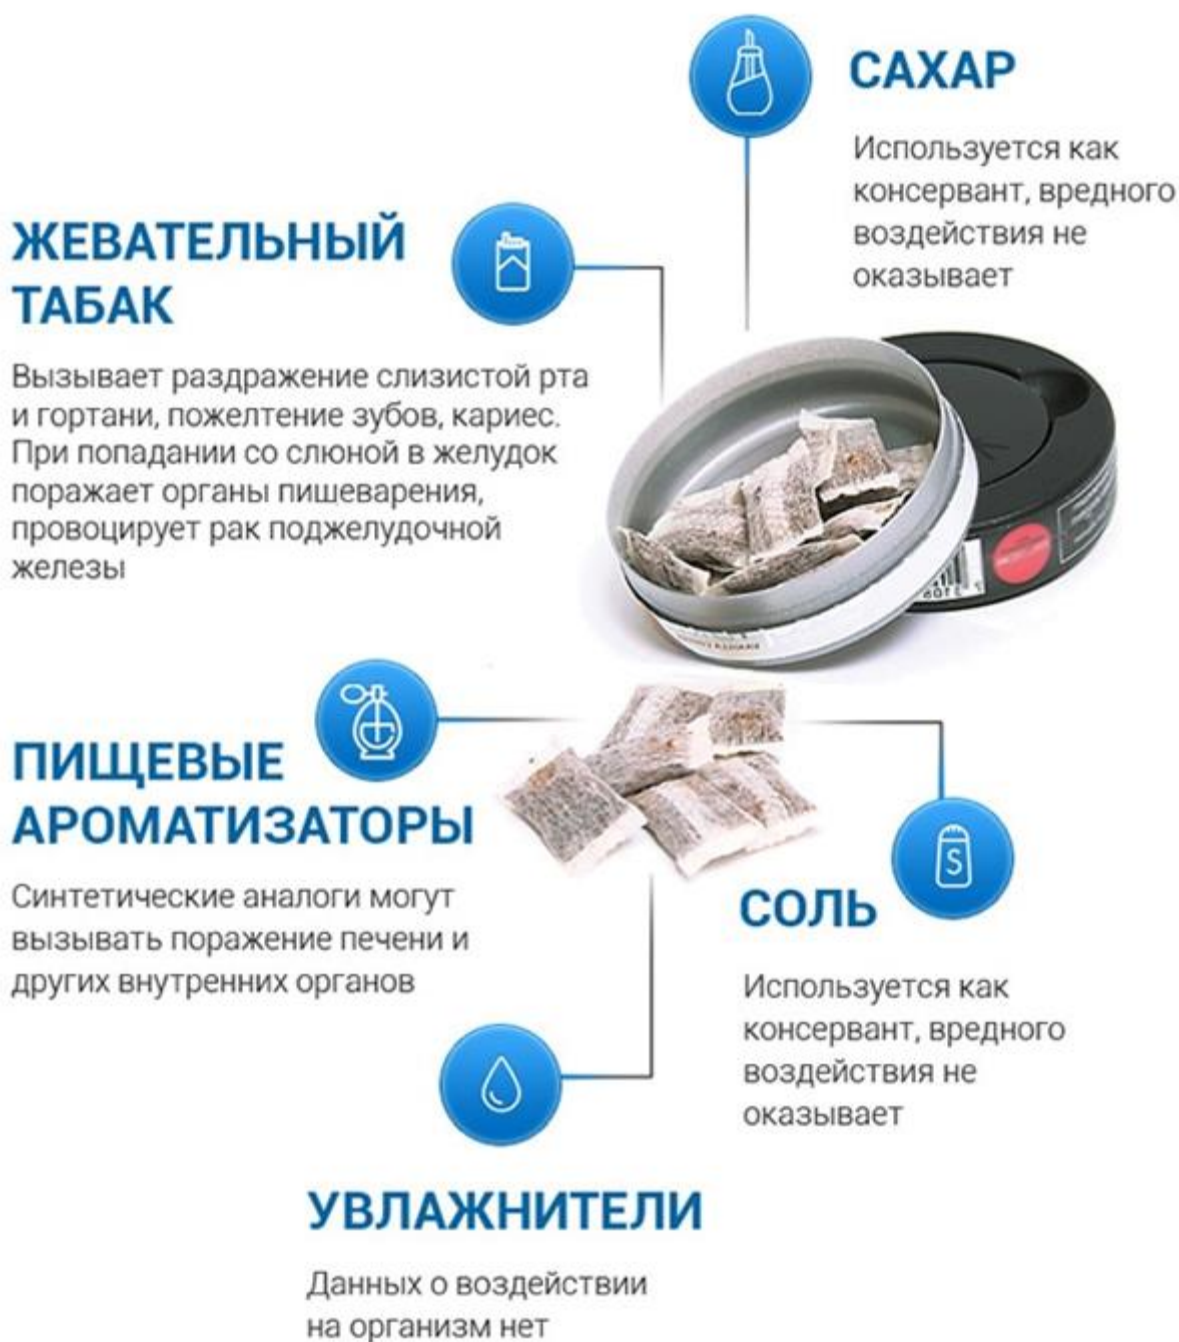 САХАР
Используется как
консервант, вредного
воздействия не
оказывает
ЖЕВАТЕЛЬНЫЙ
ТАБАК
Вызывает раздражение слизистой рта
и гортани, пожелтение зубов, кариес.
При попадании со слюной в желудок
поражает органы пишеварения,
провоцирует рак поджелудочной
железы
ПИЩЕВЫЕ
АРОМАТИЗАТОРЫ
Синтетические аналоги могут
вызывать поражение печени и
других внутренних органов
S
СОЛЬ
Используется как
консервант, вредного
воздействия не
оказывает
УВЛАЖНИТЕЛИ
Данных о воздействии
на организм нет